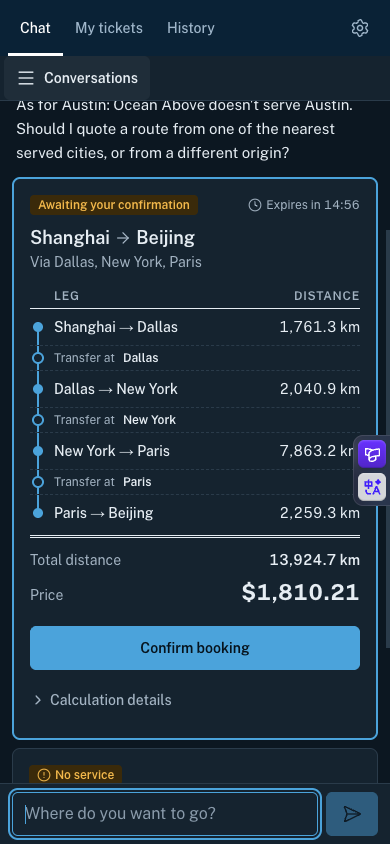 Chat My tickets History
Conversations
As for Austin: Ocean Above doesn't serve Austin.
Should I quote a route from one of the nearest
served cities, or from a different origin?
Awaiting your confirmation Expires in 14:56
Shanghai → Beijing
Via Dallas, New York, Paris
LEG DISTANCE
Shanghai → Dallas 1,761.3 km
Transfer at Dallas
Dallas → New York 2,040.9 km
Transfer at New York
New York → Paris 7,863.2 km
Transfer at Paris
Paris → Beijing 2,259.3 km
Total distance 13,924.7 km
Price $1,810.21
Confirm booking
Calculation details
No service
Where do you want to go?